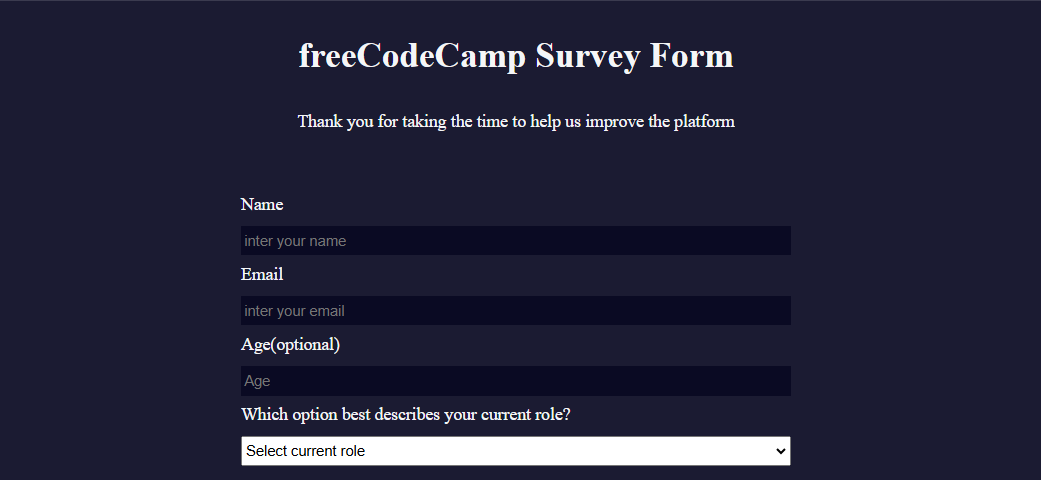 freeCodeCamp Survey Form
Thank you for taking the time to help us improve the platform
Name
inter your name
Email
inter your email
Age(optional)
Age
Which option best describes your current role?
Select current role